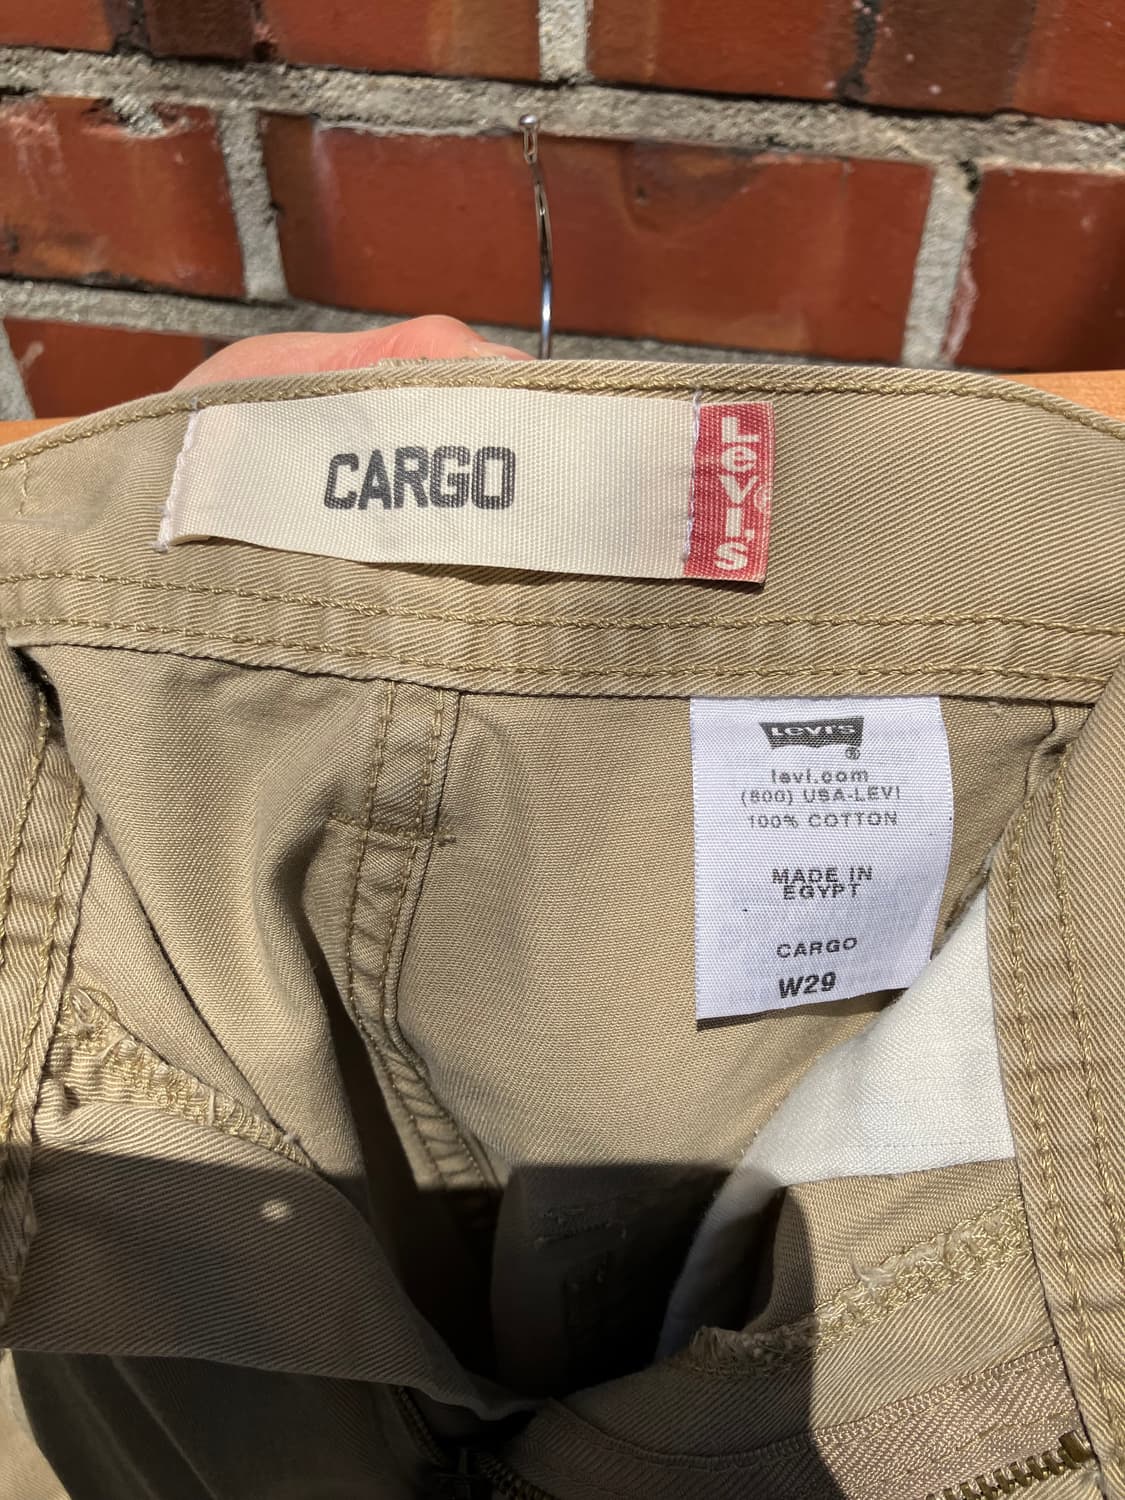 CARGO
LEVI'S
LEVI'S ®
levi.com
(800) USA-LEVI
100% COTTON
MADE IN
EGYPT
CARGO
W29